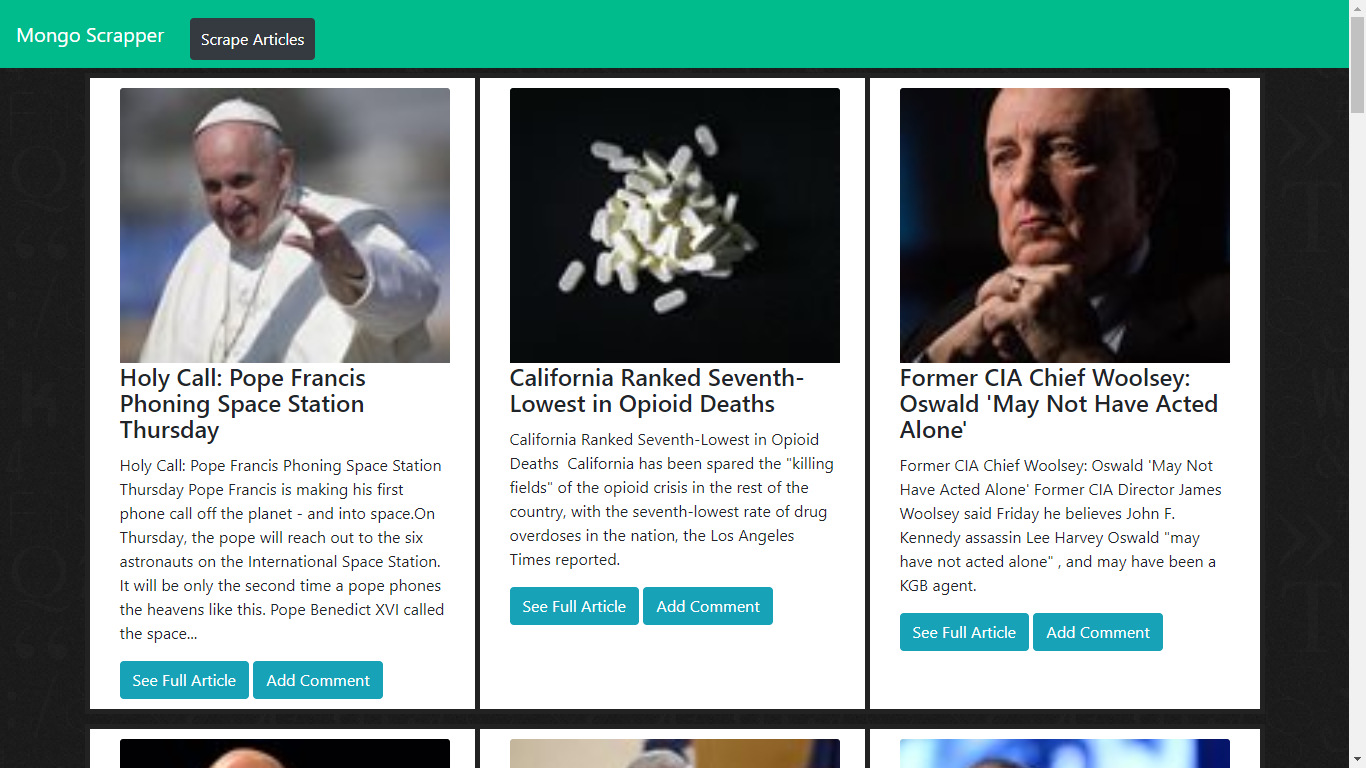 Mongo Scrapper
Scrape Articles
Holy Call: Pope Francis
Phoning Space Station
Thursday
Holy Call: Pope Francis Phoning Space Station
Thursday Pope Francis is making his first
phone call off the planet - and into space.On
Thursday, the pope will reach out to the six
astronauts on the International Space Station.
It will be only the second time a pope phones
the heavens like this. Pope Benedict XVI called
the space...
See Full Article
Add Comment
California Ranked Seventh-
Lowest in Opioid Deaths
California Ranked Seventh-Lowest in Opioid
Deaths  California has been spared the "killing
fields" of the opioid crisis in the rest of the
country, with the seventh-lowest rate of drug
overdoses in the nation, the Los Angeles
Times reported.
See Full Article
Add Comment
Former CIA Chief Woolsey:
Oswald 'May Not Have Acted
Alone'
Former CIA Chief Woolsey: Oswald 'May Not
Have Acted Alone' Former CIA Director James
Woolsey said Friday he believes John F.
Kennedy assassin Lee Harvey Oswald "may
have not acted alone" , and may have been a
KGB agent.
See Full Article
Add Comment